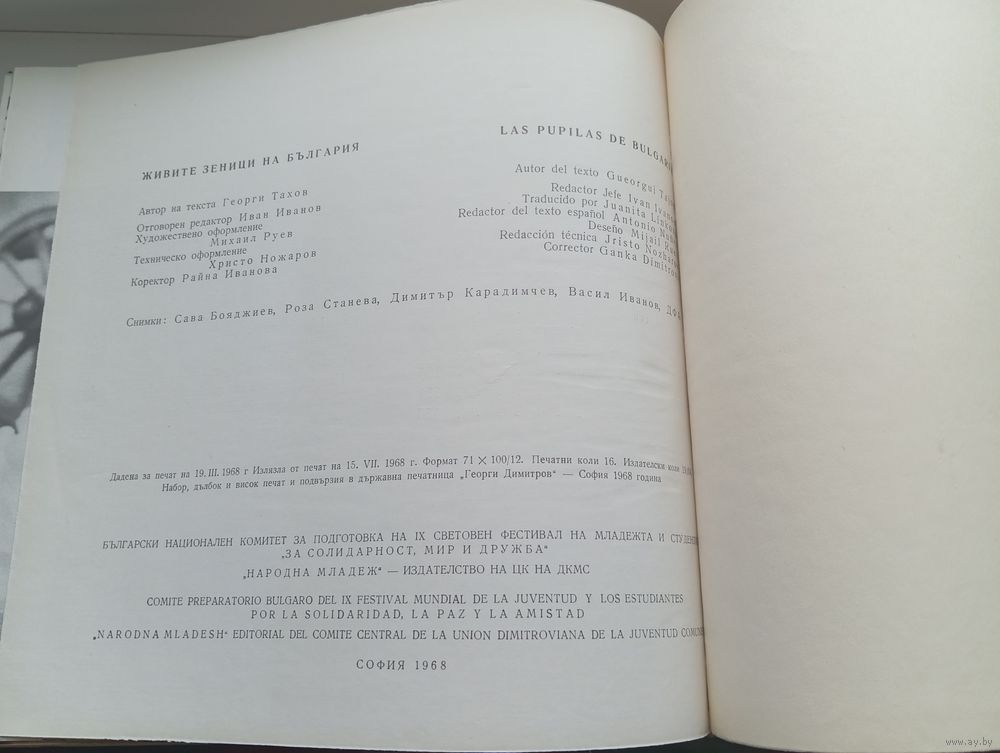 ЖИВИТЕ ЗЕНИЦИ НА БЪЛГАРИЯ
Автор на текста Георги Тахов
Отговорен редактор Иван Иванов
Художествено оформление
Михаил Руев
Техническо оформление
Христо Ножаров
Коректор Райна Иванова
LAS PUPILAS DE
Autor del texto Gueorgui
Redactor Jefe Ivan
Traducido por Juanita
Redactor del texto español Antonio
Deseño Mijail
Redacción técnica Jristo
Corrector Ganka
Снимки: Сава Бояджиев, Роза Станева, Димитър Карадимчев, Васил Иванов,
Дадена за печат на 19. III. 1968 г Излязла от печат на 15. VII. 1968 г. Формат 71 × 100/12. Печатни коли 16. Издателски коли
Набор, дълбок и висок печат и подвързия в държавна печатница „Георги Димитров“ — София 1968 година
БЪЛГАРСКИ НАЦИОНАЛЕН КОМИТЕТ ЗА ПОДГОТОВКА НА IX СВЕТОВЕН ФЕСТИВАЛ НА МЛАДЕЖТА И
„ЗА СОЛИДАРНОСТ, МИР И ДРУЖБА“
„НАРОДНА МЛАДЕЖ“ — ИЗДАТЕЛСТВО НА ЦК НА ДКМС
COMITE PREPARATORIO BULGARO DEL IX FESTIVAL MUNDIAL DE LA JUVENTUD Y LOS ESTUDIANTES
POR LA SOLIDARIDAD, LA PAZ Y LA AMISTAD
„NARODNA MLADESH“ EDITORIAL DEL COMITE CENTRAL DE LA UNION DIMITROVIANA DE LA JUVENTUD
СОФИЯ 1968
www.ay.by